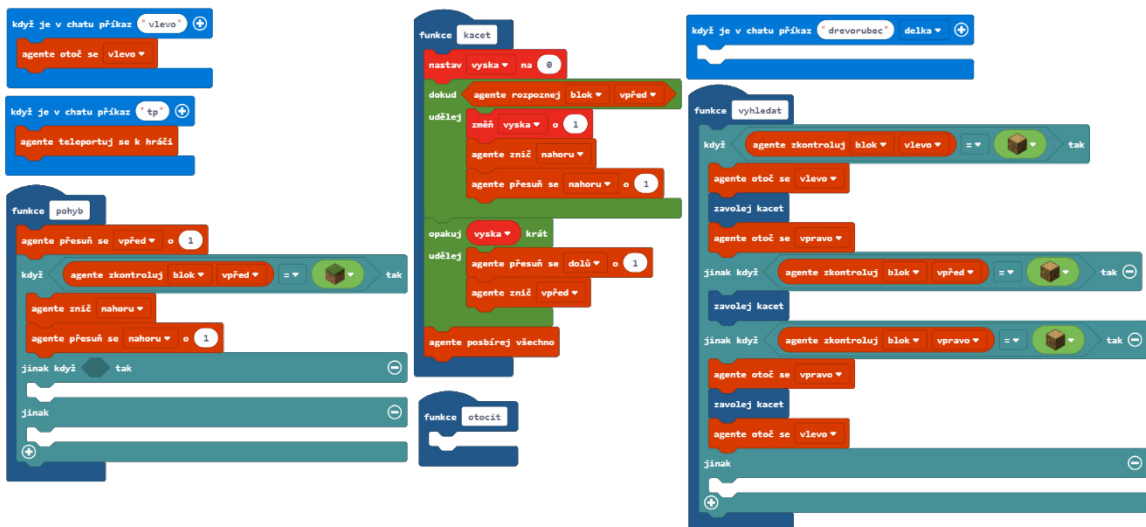 když je v chatu příkaz "vlevo"
agente otoč se vlevo
když je v chatu příkaz "tp"
agente teleportuj se k hráči
funkce pohyb
agente přesuň se vpřed o 1
když agente zkontroluj blok vpřed = tak
agente znič nahoru
agente přesuň se nahoru o 1
jinak když tak
jinak
funkce kacet
nastav vyska na 0
dokud agente rozpoznej blok vpřed
udělej změň vyska o 1
agente znič nahoru
agente přesuň se nahoru o 1
opakuj vyska krát
udělej agente přesuň se dolů o 1
agente znič vpřed
agente posbírej všechno
funkce otocit
když je v chatu příkaz "drevorubec" delka
funkce vyhledat
když agente zkontroluj blok vlevo = tak
agente otoč se vlevo
zavolej kacet
agente otoč se vpravo
jinak když agente zkontroluj blok vpřed = tak
zavolej kacet
jinak když agente zkontroluj blok vpravo = tak
agente otoč se vpravo
zavolej kacet
agente otoč se vlevo
jinak